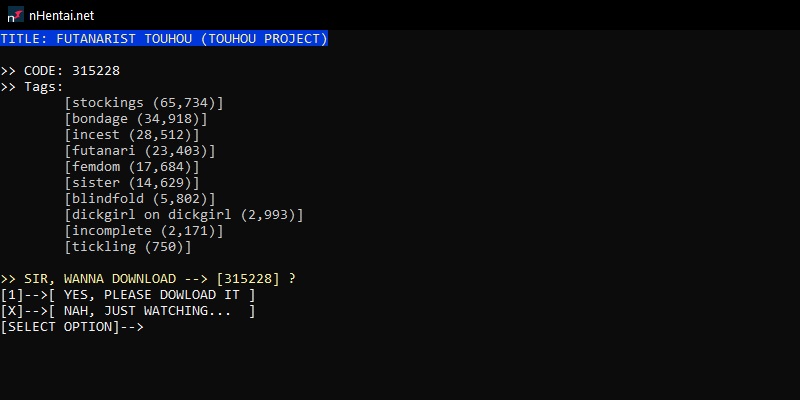 nHentai.net
TITLE: FUTANARIST TOUHOU (TOUHOU PROJECT)
>> CODE: 315228
>> Tags:
[stockings (65,734)]
[bondage (34,918)]
[incest (28,512)]
[futanari (23,403)]
[femdom (17,684)]
[sister (14,629)]
[blindfold (5,802)]
[dickgirl on dickgirl (2,993)]
[incomplete (2,171)]
[tickling (750)]
>> SIR, WANNA DOWNLOAD --> [315228] ?
[1]-->[ YES, PLEASE DOWLOAD IT ]
[X]-->[ NAH, JUST WATCHING...  ]
[SELECT OPTION]-->